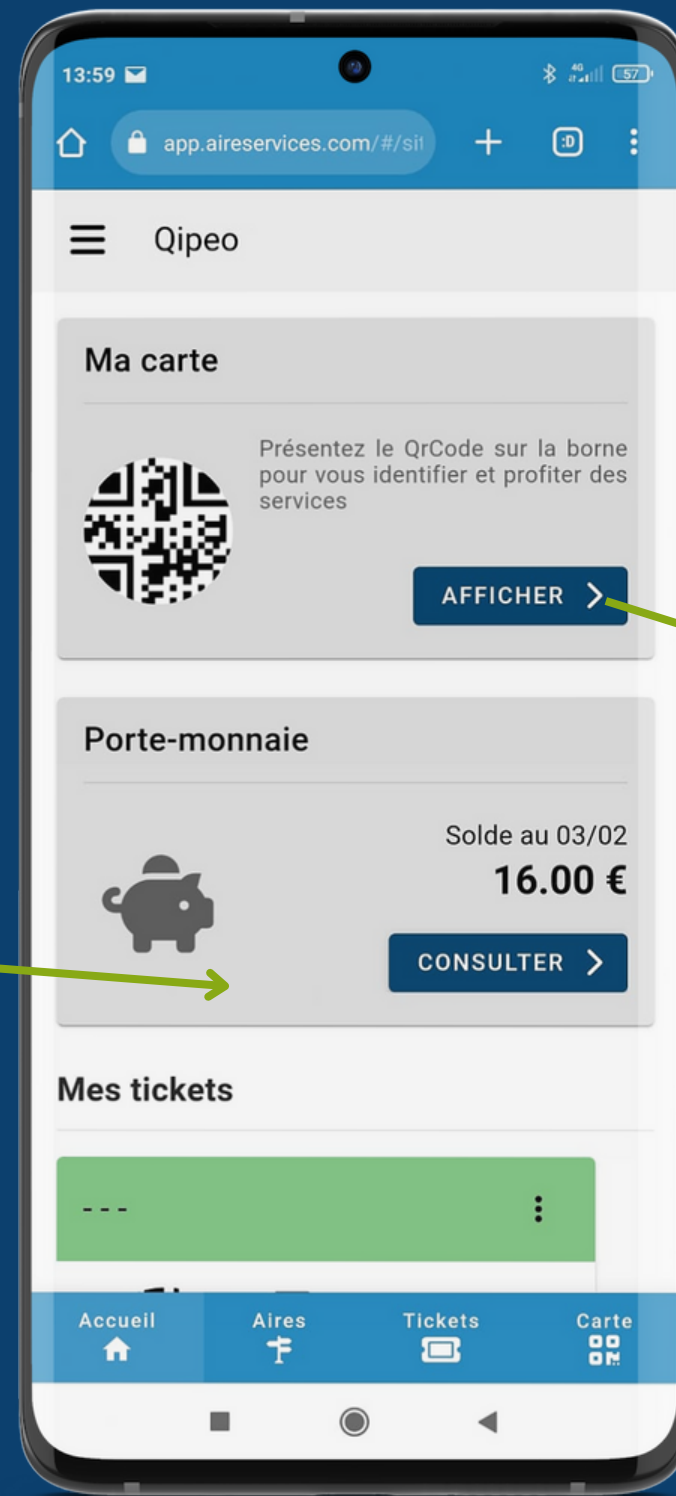 13:59
4G
57
app.aireservices.com/#/sit
:D
Qipeo
Ma carte
Présentez le QrCode sur la borne
pour vous identifier et profiter des
services
AFFICHER
Porte-monnaie
Solde au 03/02
16.00 €
CONSULTER
Mes tickets
---
Accueil Aires Tickets Carte